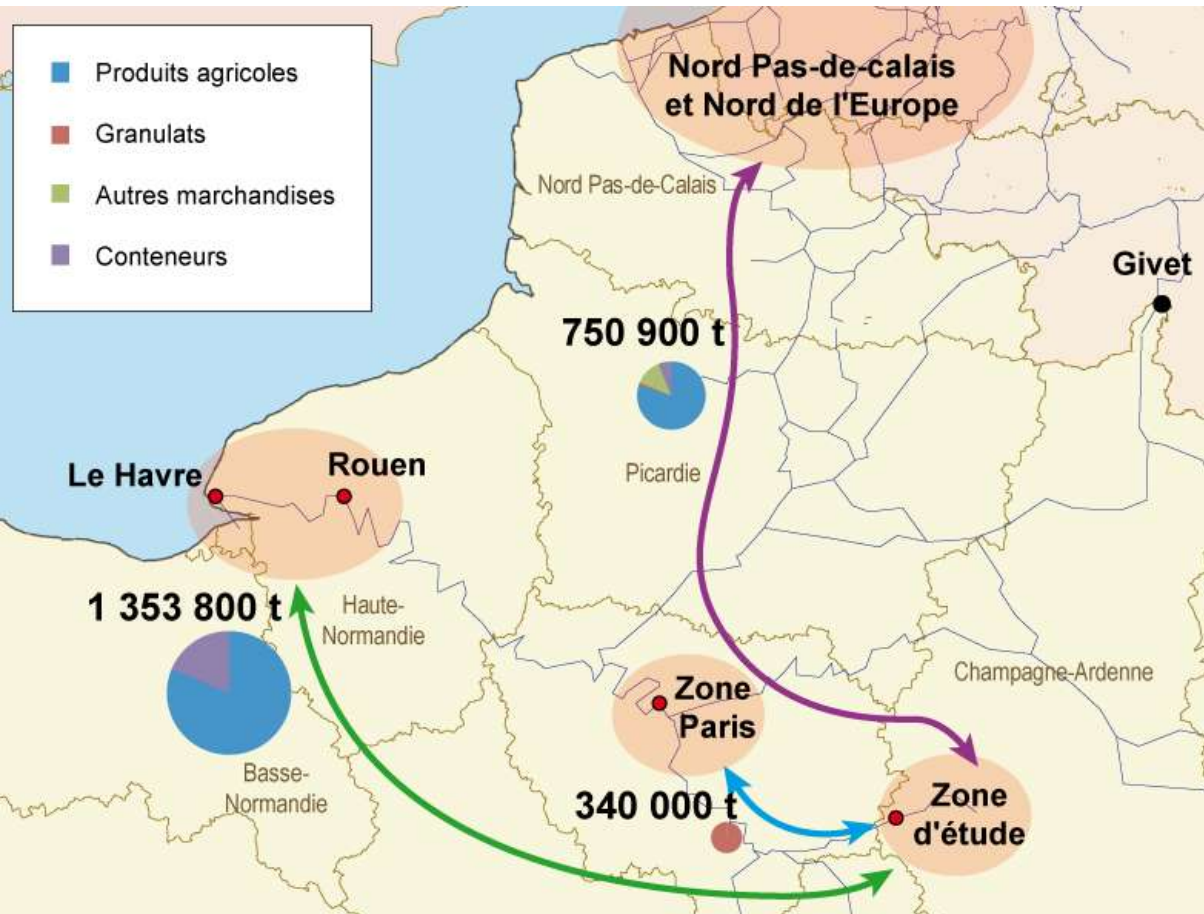 Produits agricoles
Granulats
Autres marchandises
Conteneurs
Nord Pas-de-calais
et Nord de l'Europe
Nord Pas-de-Calais
Givet
750 900 t
Picardie
Le Havre
Rouen
1 353 800 t
Haute-
Normandie
Champagne-Ardenne
Zone
Paris
Basse-
Normandie
340 000 t
Zone
d'étude